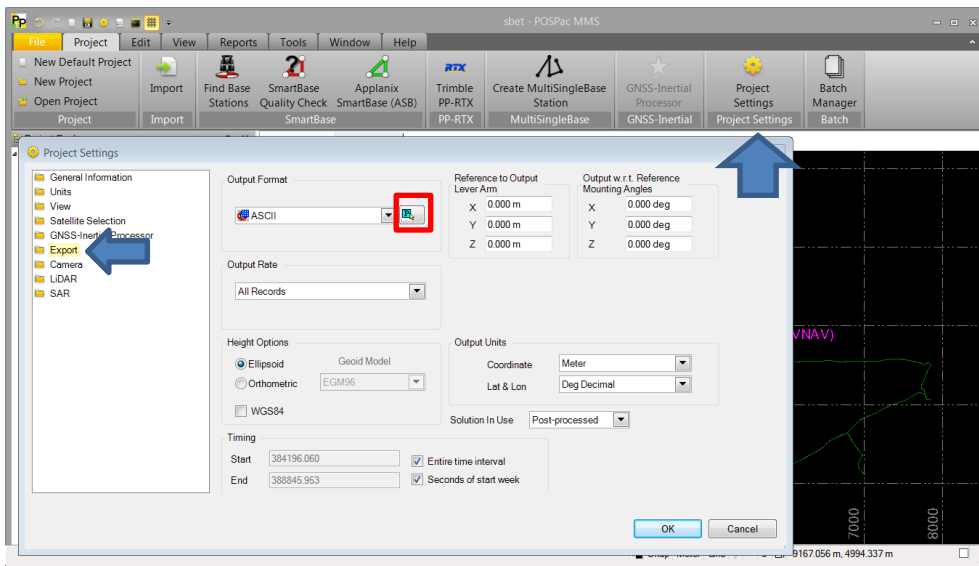 PP
sbet - POSPac MMS
File Project Edit View Reports Tools Window Help
New Default Project
New Project
Open Project
Import
Find Base
Stations
SmartBase
Quality Check
Applanix
SmartBase (ASB)
RTX
Trimble
PP-RTX
Create MultiSingleBase
Station
GNSS-Inertial
Processor
Project
Settings
Batch
Manager
Project Import SmartBase PP-RTX MultiSingleBase GNSS-Inertial Project Settings Batch
Project Settings
General Information
Units
View
Satellite Selection
GNSS-Inertial Processor
Export
Camera
LiDAR
SAR
Output Format
ASCII
Reference to Output
Lever Arm
X 0.000 m
Y 0.000 m
Z 0.000 m
Output w.r.t. Reference
Mounting Angles
X 0.000 deg
Y 0.000 deg
Z 0.000 deg
Output Rate
All Records
Height Options
Ellipsoid
Orthometric
Geoid Model
EGM96
WGS84
Output Units
Coordinate Meter
Lat & Lon Deg Decimal
Solution In Use Post-processed
Timing
Start 384196.060
End 388845.953
Entire time interval
Seconds of start week
OK Cancel
VNAV)
7000
8000
9167.056 m, 4994.337 m